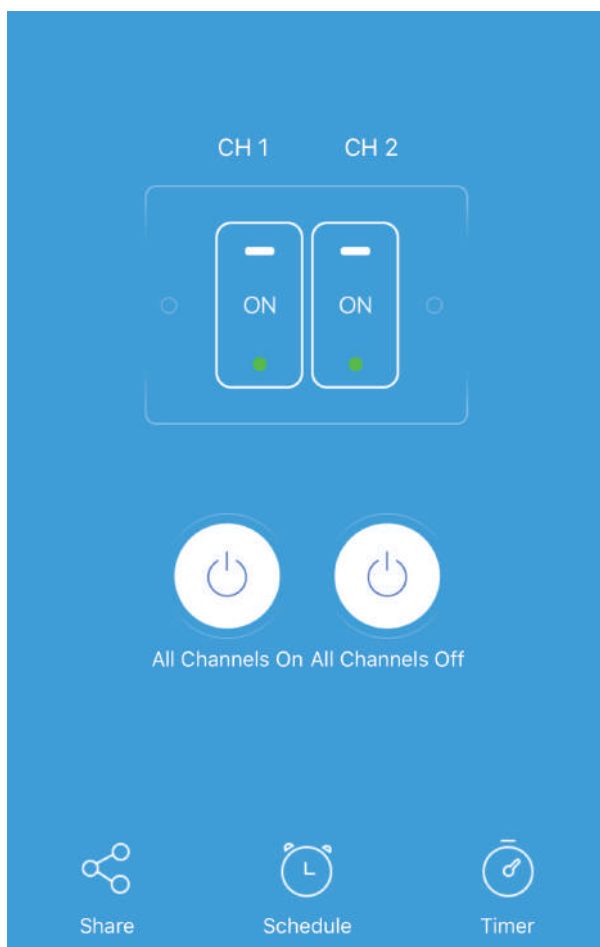 CH 1 CH 2
ON ON
All Channels On All Channels Off
Share Schedule Timer